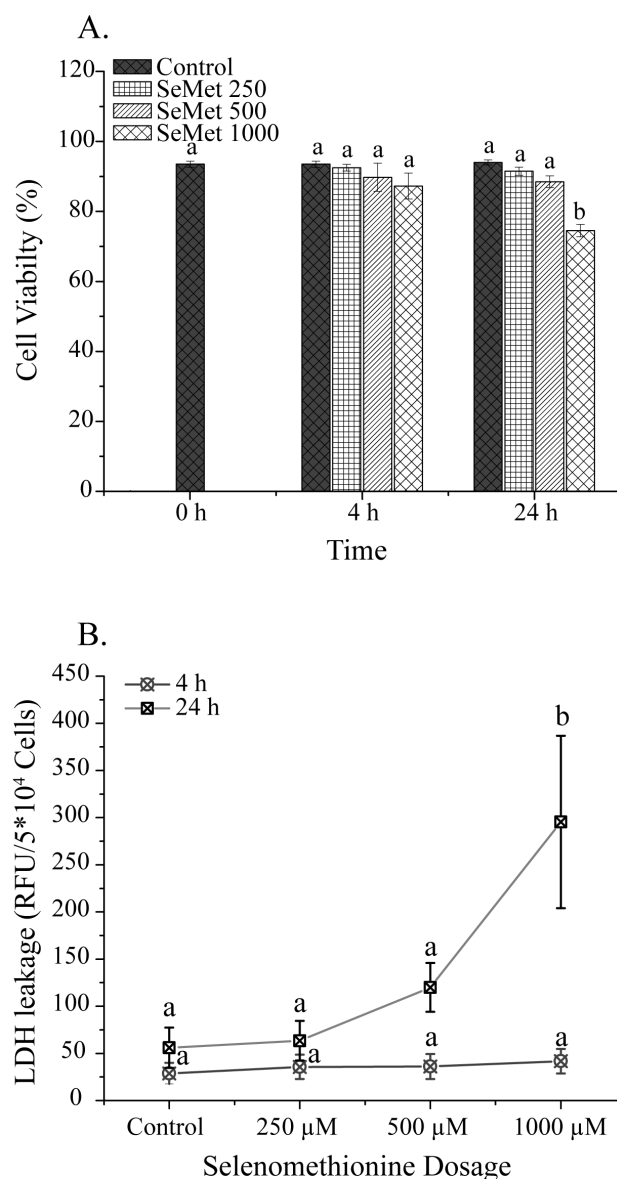 A.
Control
SeMet 250
SeMet 500
SeMet 1000
120
100
80
60
40
20
0
Cell Viabilty (%)
a
a a a a
a a a b
0 h 4 h 24 h
Time
B.
4 h
24 h
450
400
350
300
250
200
150
100
50
0
LDH leakage (RFU/5*10⁴ Cells)
b
a
a a
a a a a
Control 250 µM 500 µM 1000 µM
Selenomethionine Dosage